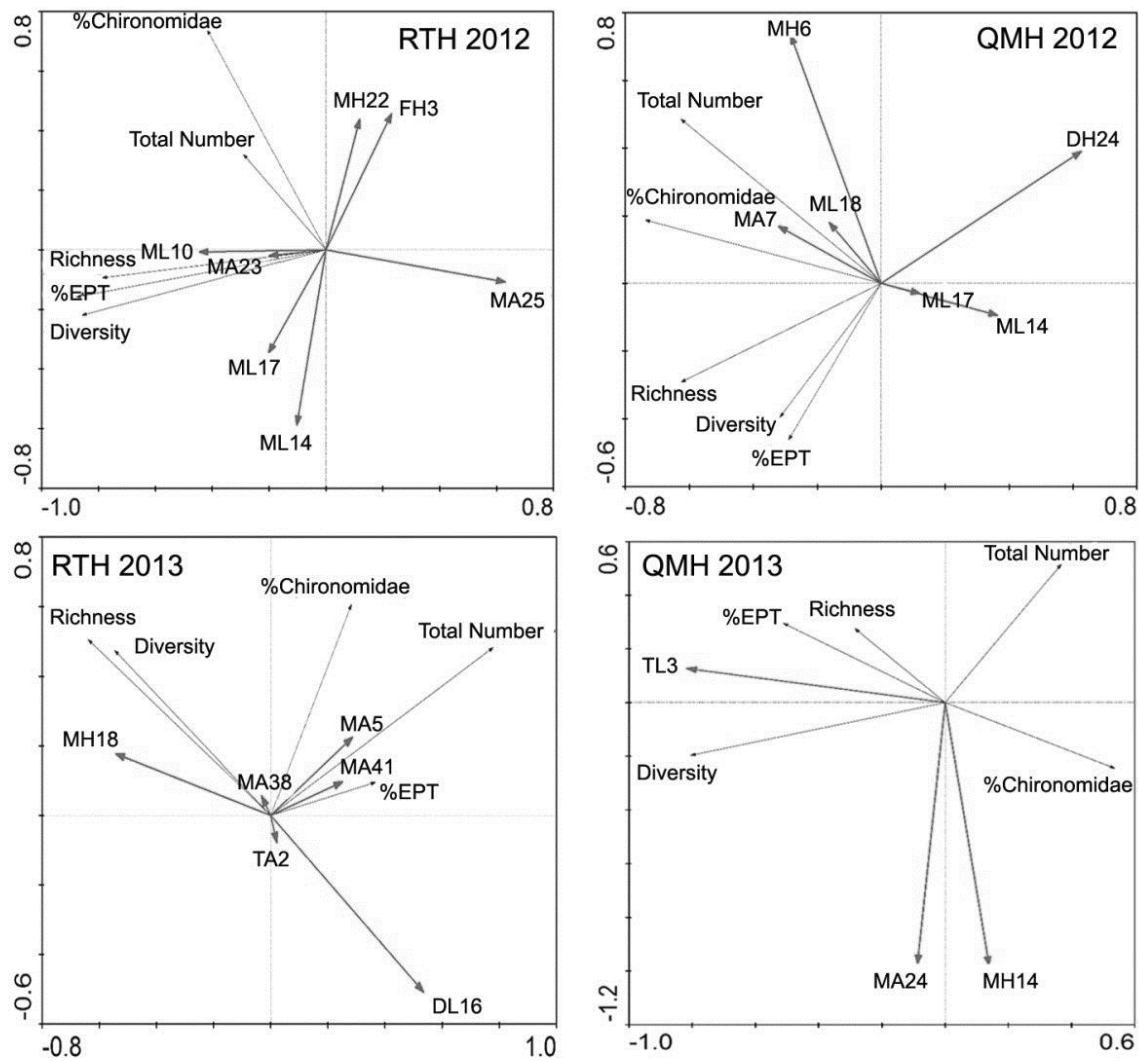 0.8
%Chironomidae
RTH 2012
MH22
FH3
Total Number
ML10
MA23
Richness
%EPT
Diversity
MA25
ML17
ML14
-0.8
-1.0
0.8
0.8
MH6
QMH 2012
Total Number
DH24
%Chironomidae
ML18
MA7
ML17
ML14
Richness
Diversity
%EPT
-0.6
-0.8
0.8
0.8
RTH 2013
%Chironomidae
Richness
Diversity
Total Number
MH18
MA5
MA38
MA41
%EPT
TA2
DL16
-0.6
-0.8
1.0
0.6
QMH 2013
Total Number
%EPT
Richness
TL3
Diversity
%Chironomidae
MA24
MH14
-1.2
-1.0
0.6